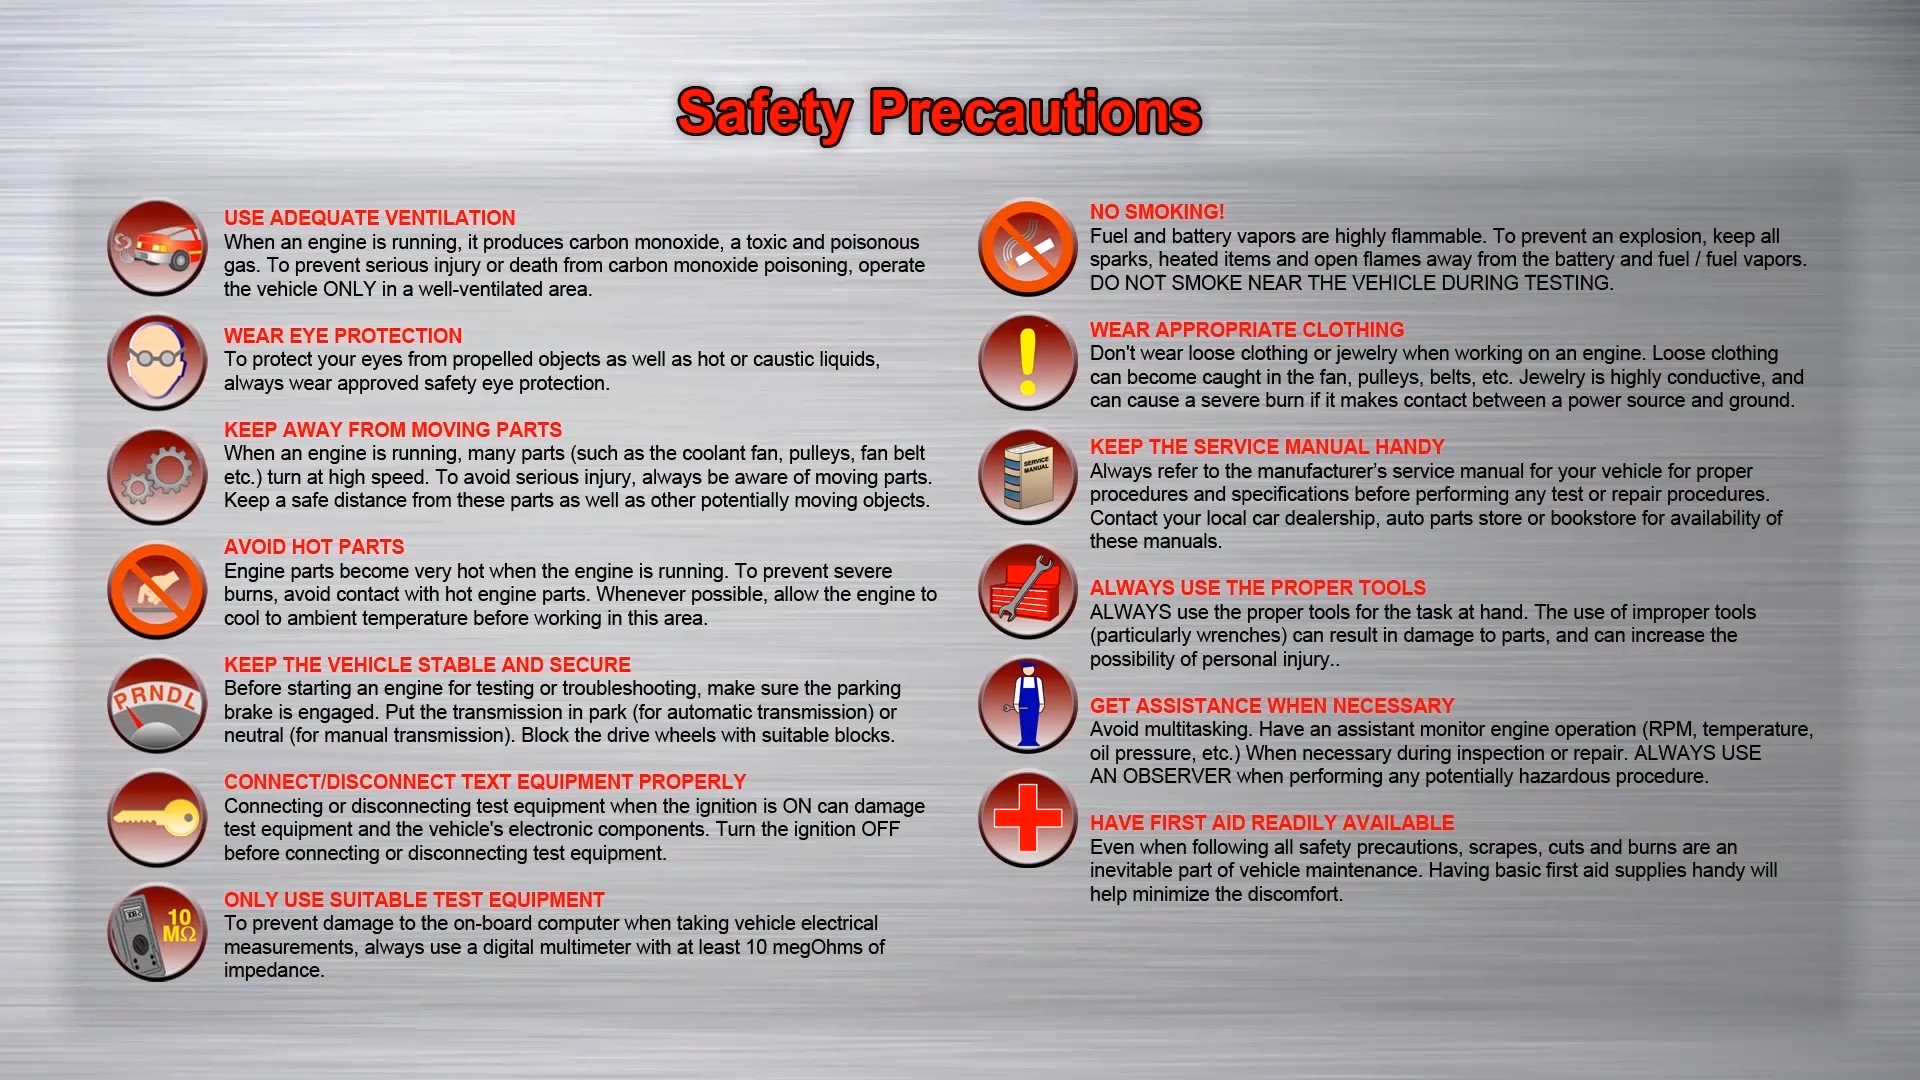 Safety Precautions
USE ADEQUATE VENTILATION
When an engine is running, it produces carbon monoxide, a toxic and poisonous
gas. To prevent serious injury or death from carbon monoxide poisoning, operate
the vehicle ONLY in a well-ventilated area.
WEAR EYE PROTECTION
To protect your eyes from propelled objects as well as hot or caustic liquids,
always wear approved safety eye protection.
KEEP AWAY FROM MOVING PARTS
When an engine is running, many parts (such as the coolant fan, pulleys, fan belt
etc.) turn at high speed. To avoid serious injury, always be aware of moving parts.
Keep a safe distance from these parts as well as other potentially moving objects.
AVOID HOT PARTS
Engine parts become very hot when the engine is running. To prevent severe
burns, avoid contact with hot engine parts. Whenever possible, allow the engine to
cool to ambient temperature before working in this area.
PRNDL
KEEP THE VEHICLE STABLE AND SECURE
Before starting an engine for testing or troubleshooting, make sure the parking
brake is engaged. Put the transmission in park (for automatic transmission) or
neutral (for manual transmission). Block the drive wheels with suitable blocks.
CONNECT/DISCONNECT TEXT EQUIPMENT PROPERLY
Connecting or disconnecting test equipment when the ignition is ON can damage
test equipment and the vehicle's electronic components. Turn the ignition OFF
before connecting or disconnecting test equipment.
10
MΩ
ONLY USE SUITABLE TEST EQUIPMENT
To prevent damage to the on-board computer when taking vehicle electrical
measurements, always use a digital multimeter with at least 10 megOhms of
impedance.
NO SMOKING!
Fuel and battery vapors are highly flammable. To prevent an explosion, keep all
sparks, heated items and open flames away from the battery and fuel / fuel vapors.
DO NOT SMOKE NEAR THE VEHICLE DURING TESTING.
WEAR APPROPRIATE CLOTHING
Don't wear loose clothing or jewelry when working on an engine. Loose clothing
can become caught in the fan, pulleys, belts, etc. Jewelry is highly conductive, and
can cause a severe burn if it makes contact between a power source and ground.
SERVICE
MANUAL
KEEP THE SERVICE MANUAL HANDY
Always refer to the manufacturer’s service manual for your vehicle for proper
procedures and specifications before performing any test or repair procedures.
Contact your local car dealership, auto parts store or bookstore for availability of
these manuals.
ALWAYS USE THE PROPER TOOLS
ALWAYS use the proper tools for the task at hand. The use of improper tools
(particularly wrenches) can result in damage to parts, and can increase the
possibility of personal injury..
GET ASSISTANCE WHEN NECESSARY
Avoid multitasking. Have an assistant monitor engine operation (RPM, temperature,
oil pressure, etc.) When necessary during inspection or repair. ALWAYS USE
AN OBSERVER when performing any potentially hazardous procedure.
HAVE FIRST AID READILY AVAILABLE
Even when following all safety precautions, scrapes, cuts and burns are an
inevitable part of vehicle maintenance. Having basic first aid supplies handy will
help minimize the discomfort.